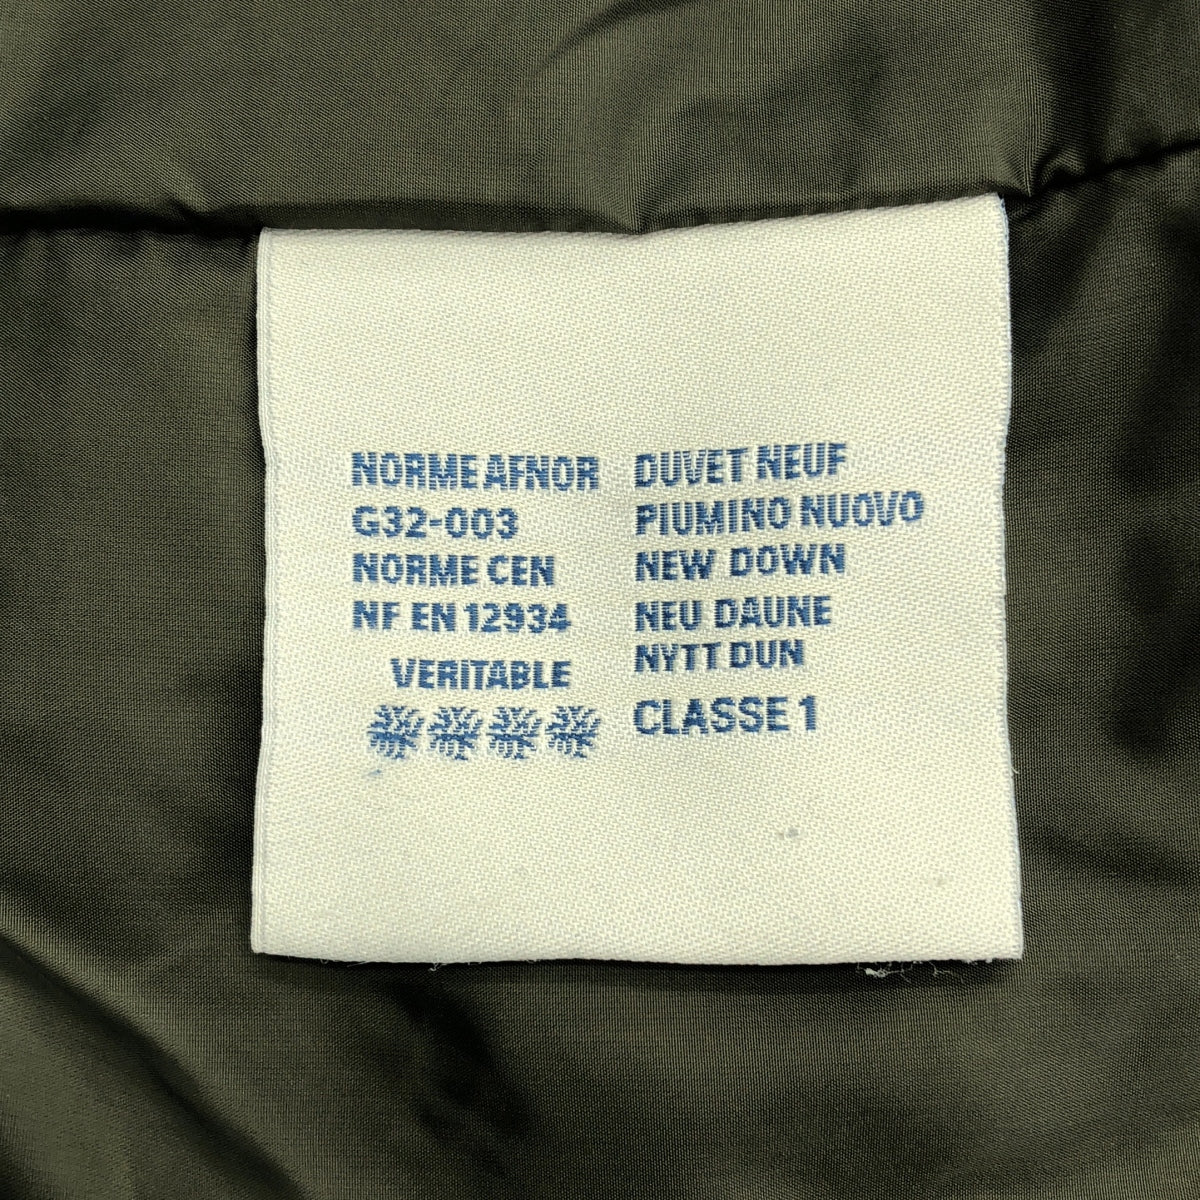 NORME AFNOR
G32-003
NORME CEN
NF EN 12934
VERITABLE
DUVET NEUF
PIUMINO NUOVO
NEW DOWN
NEU DAUNE
NYTT DUN
CLASSE 1